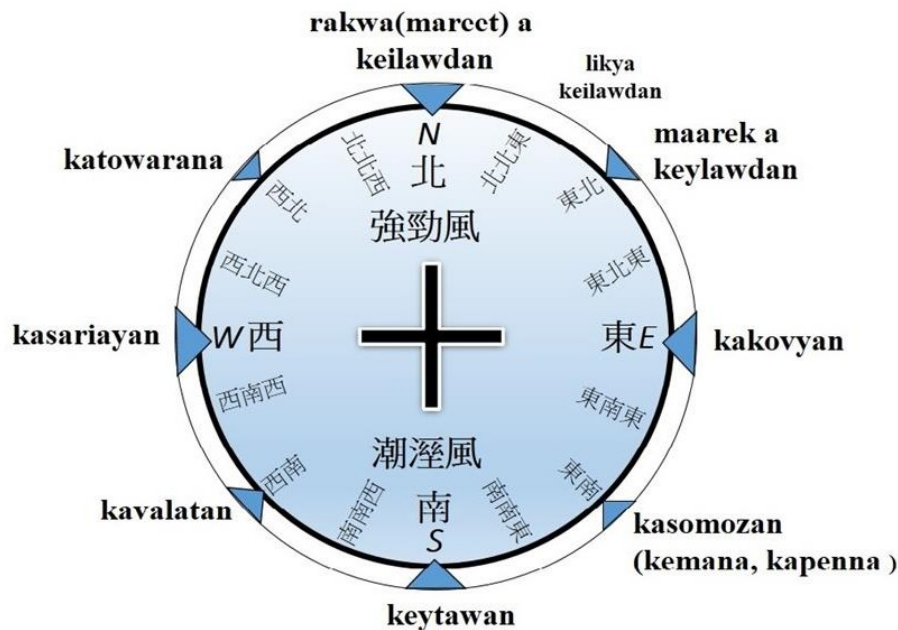 rakwa(mareet) a
keilawdan
likya
keilawdan
maarek a
keylawdan
katowarana
N
北
北北西
北北東
西北
東北
強勁風
西北西
東北東
kasariayan
W西
東E
kakovyan
西南西
東南東
潮溼風
西南
東南
南南西
南南東
南
S
kavalatan
kasomozan
(kemana, kapenna )
keytawan